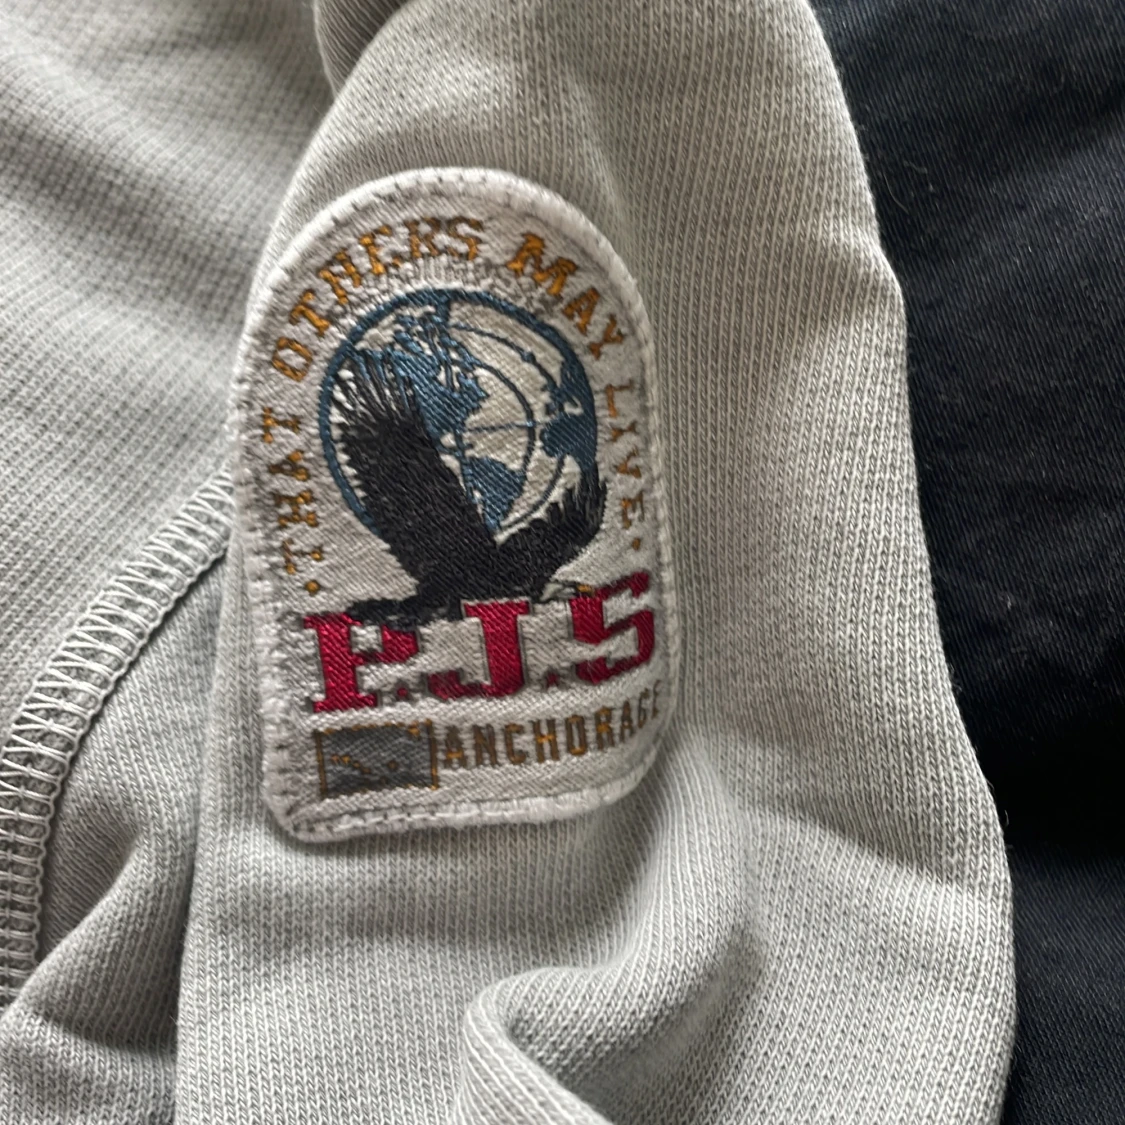 ·THAT OTHERS MAY LIVE·
P.J.S
ANCHORAGE